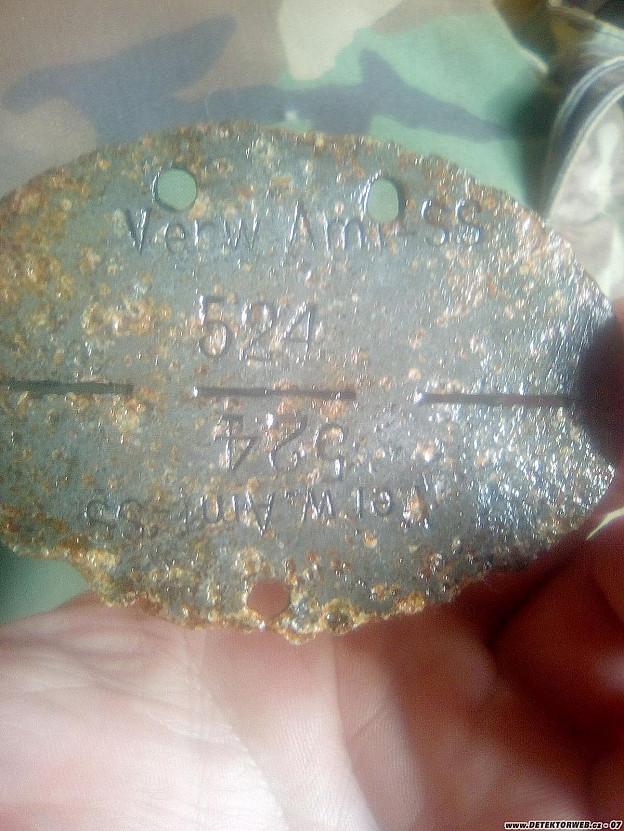 Verw. Amt-SS
524
524
Verw. Amt-SS
www.DETEKTORWEB.cz - 07